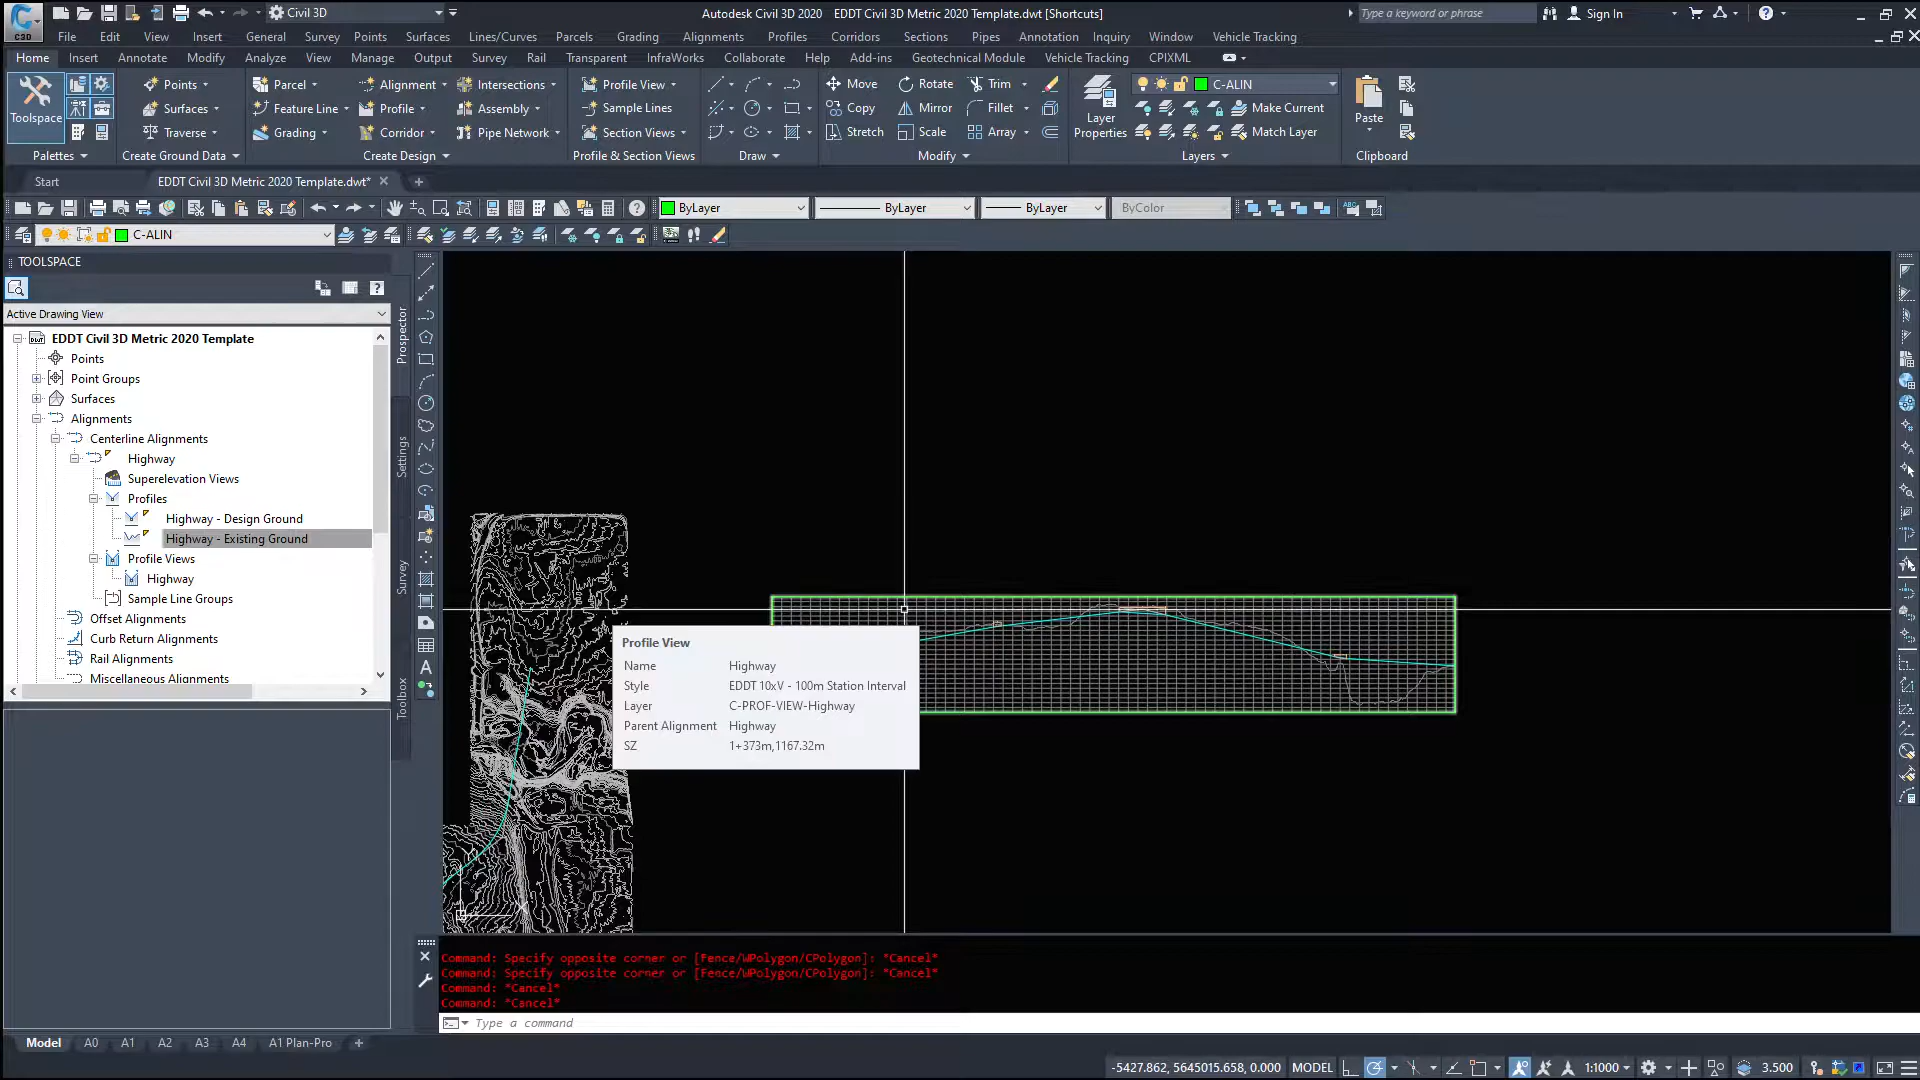 C3D
Civil 3D
Autodesk Civil 3D 2020 EDDT Civil 3D Metric 2020 Template.dwt [Shortcuts]
Type a keyword or phrase
Sign In
File Edit View Insert General Survey Points Surfaces Lines/Curves Parcels Grading Alignments Profiles Corridors Sections Pipes Annotation Inquiry Window Vehicle Tracking
Home Insert Annotate Modify Analyze View Manage Output Survey Rail Transparent InfraWorks Collaborate Help Add-ins Geotechnical Module Vehicle Tracking CPIXML
Points Parcel Alignment Intersections Profile View Move Rotate Trim C-ALIN
Toolspace Surfaces Feature Line Profile Assembly Sample Lines Copy Mirror Fillet Layer Properties Make Current Paste
Traverse Grading Corridor Pipe Network Section Views Stretch Scale Array Match Layer
Palettes Create Ground Data Create Design Profile & Section Views Draw Modify Layers Clipboard
Start EDDT Civil 3D Metric 2020 Template.dwt*
ByLayer ByLayer ByLayer ByColor
C-ALIN
TOOLSPACE
Active Drawing View
EDDT Civil 3D Metric 2020 Template
Points
Point Groups
Surfaces
Alignments
Centerline Alignments
Highway
Superelevation Views
Profiles
Highway - Design Ground
Highway - Existing Ground
Profile Views
Highway
Sample Line Groups
Offset Alignments
Curb Return Alignments
Rail Alignments
Miscellaneous Alignments
Prospector
Settings
Survey
Toolbox
Profile View
Name Highway
Style EDDT 10xV - 100m Station Interval
Layer C-PROF-VIEW-Highway
Parent Alignment Highway
SZ 1+373m,1167.32m
Command: Specify opposite corner or [Fence/WPolygon/CPolygon]: *Cancel*
Command: Specify opposite corner or [Fence/WPolygon/CPolygon]: *Cancel*
Command: *Cancel*
Command: *Cancel*
Type a command
Model A0 A1 A2 A3 A4 A1 Plan-Pro
-5427.862, 5645015.658, 0.000 MODEL 1:1000 3.500